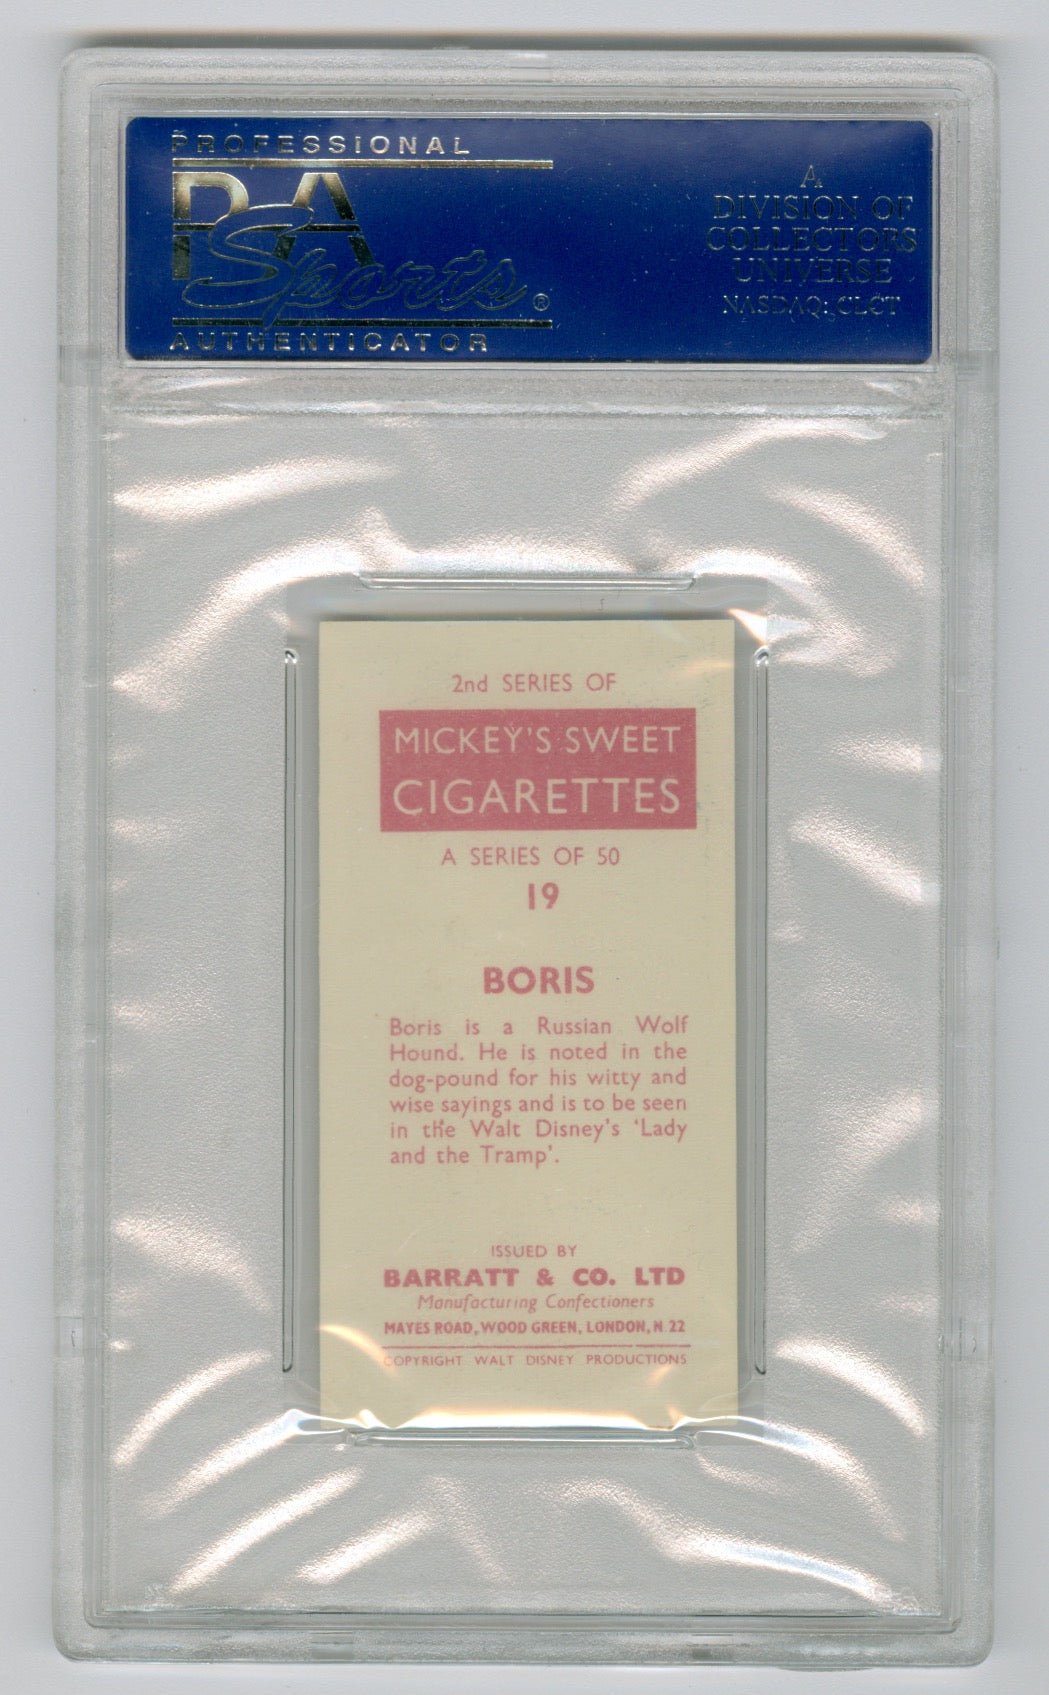 PROFESSIONAL
PSA
Sports®
AUTHENTICATOR
A
DIVISION OF
COLLECTORS
UNIVERSE
NASDAQ: CLCT
2nd SERIES OF
MICKEY'S SWEET
CIGARETTES
A SERIES OF 50
19
BORIS
Boris is a Russian Wolf
Hound. He is noted in the
dog-pound for his witty and
wise sayings and is to be seen
in the Walt Disney's 'Lady
and the Tramp'.
ISSUED BY
BARRATT & CO. LTD
Manufacturing Confectioners
MAYES ROAD, WOOD GREEN, LONDON, N. 22
COPYRIGHT WALT DISNEY PRODUCTIONS